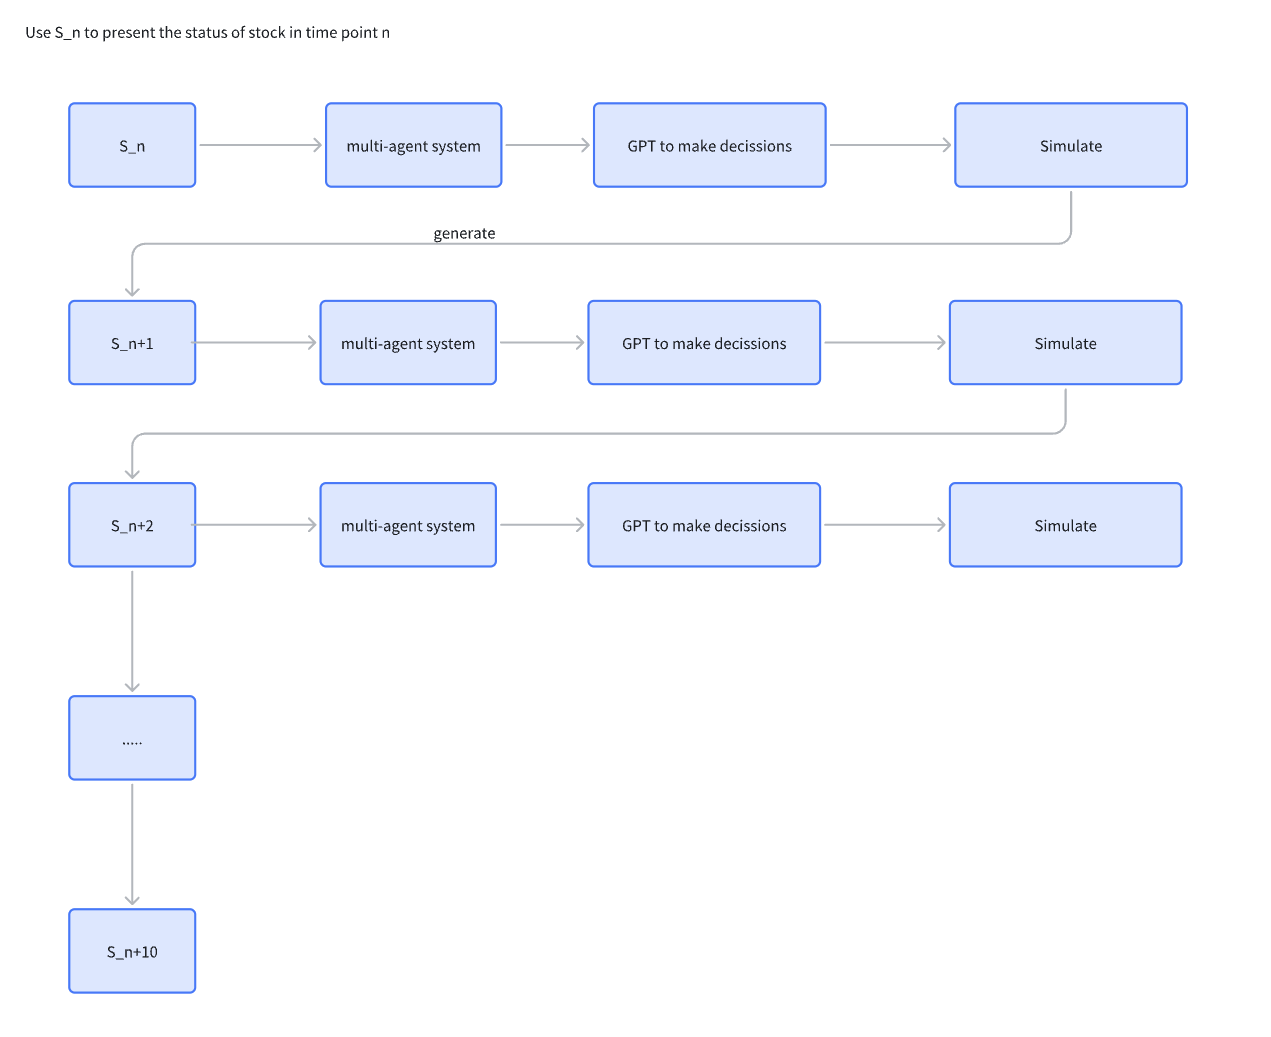 Use S_n to present the status of stock in time point n
S_n
multi-agent system
GPT to make decissions
Simulate
generate
S_n+1
multi-agent system
GPT to make decissions
Simulate
S_n+2
multi-agent system
GPT to make decissions
Simulate
.....
S_n+10